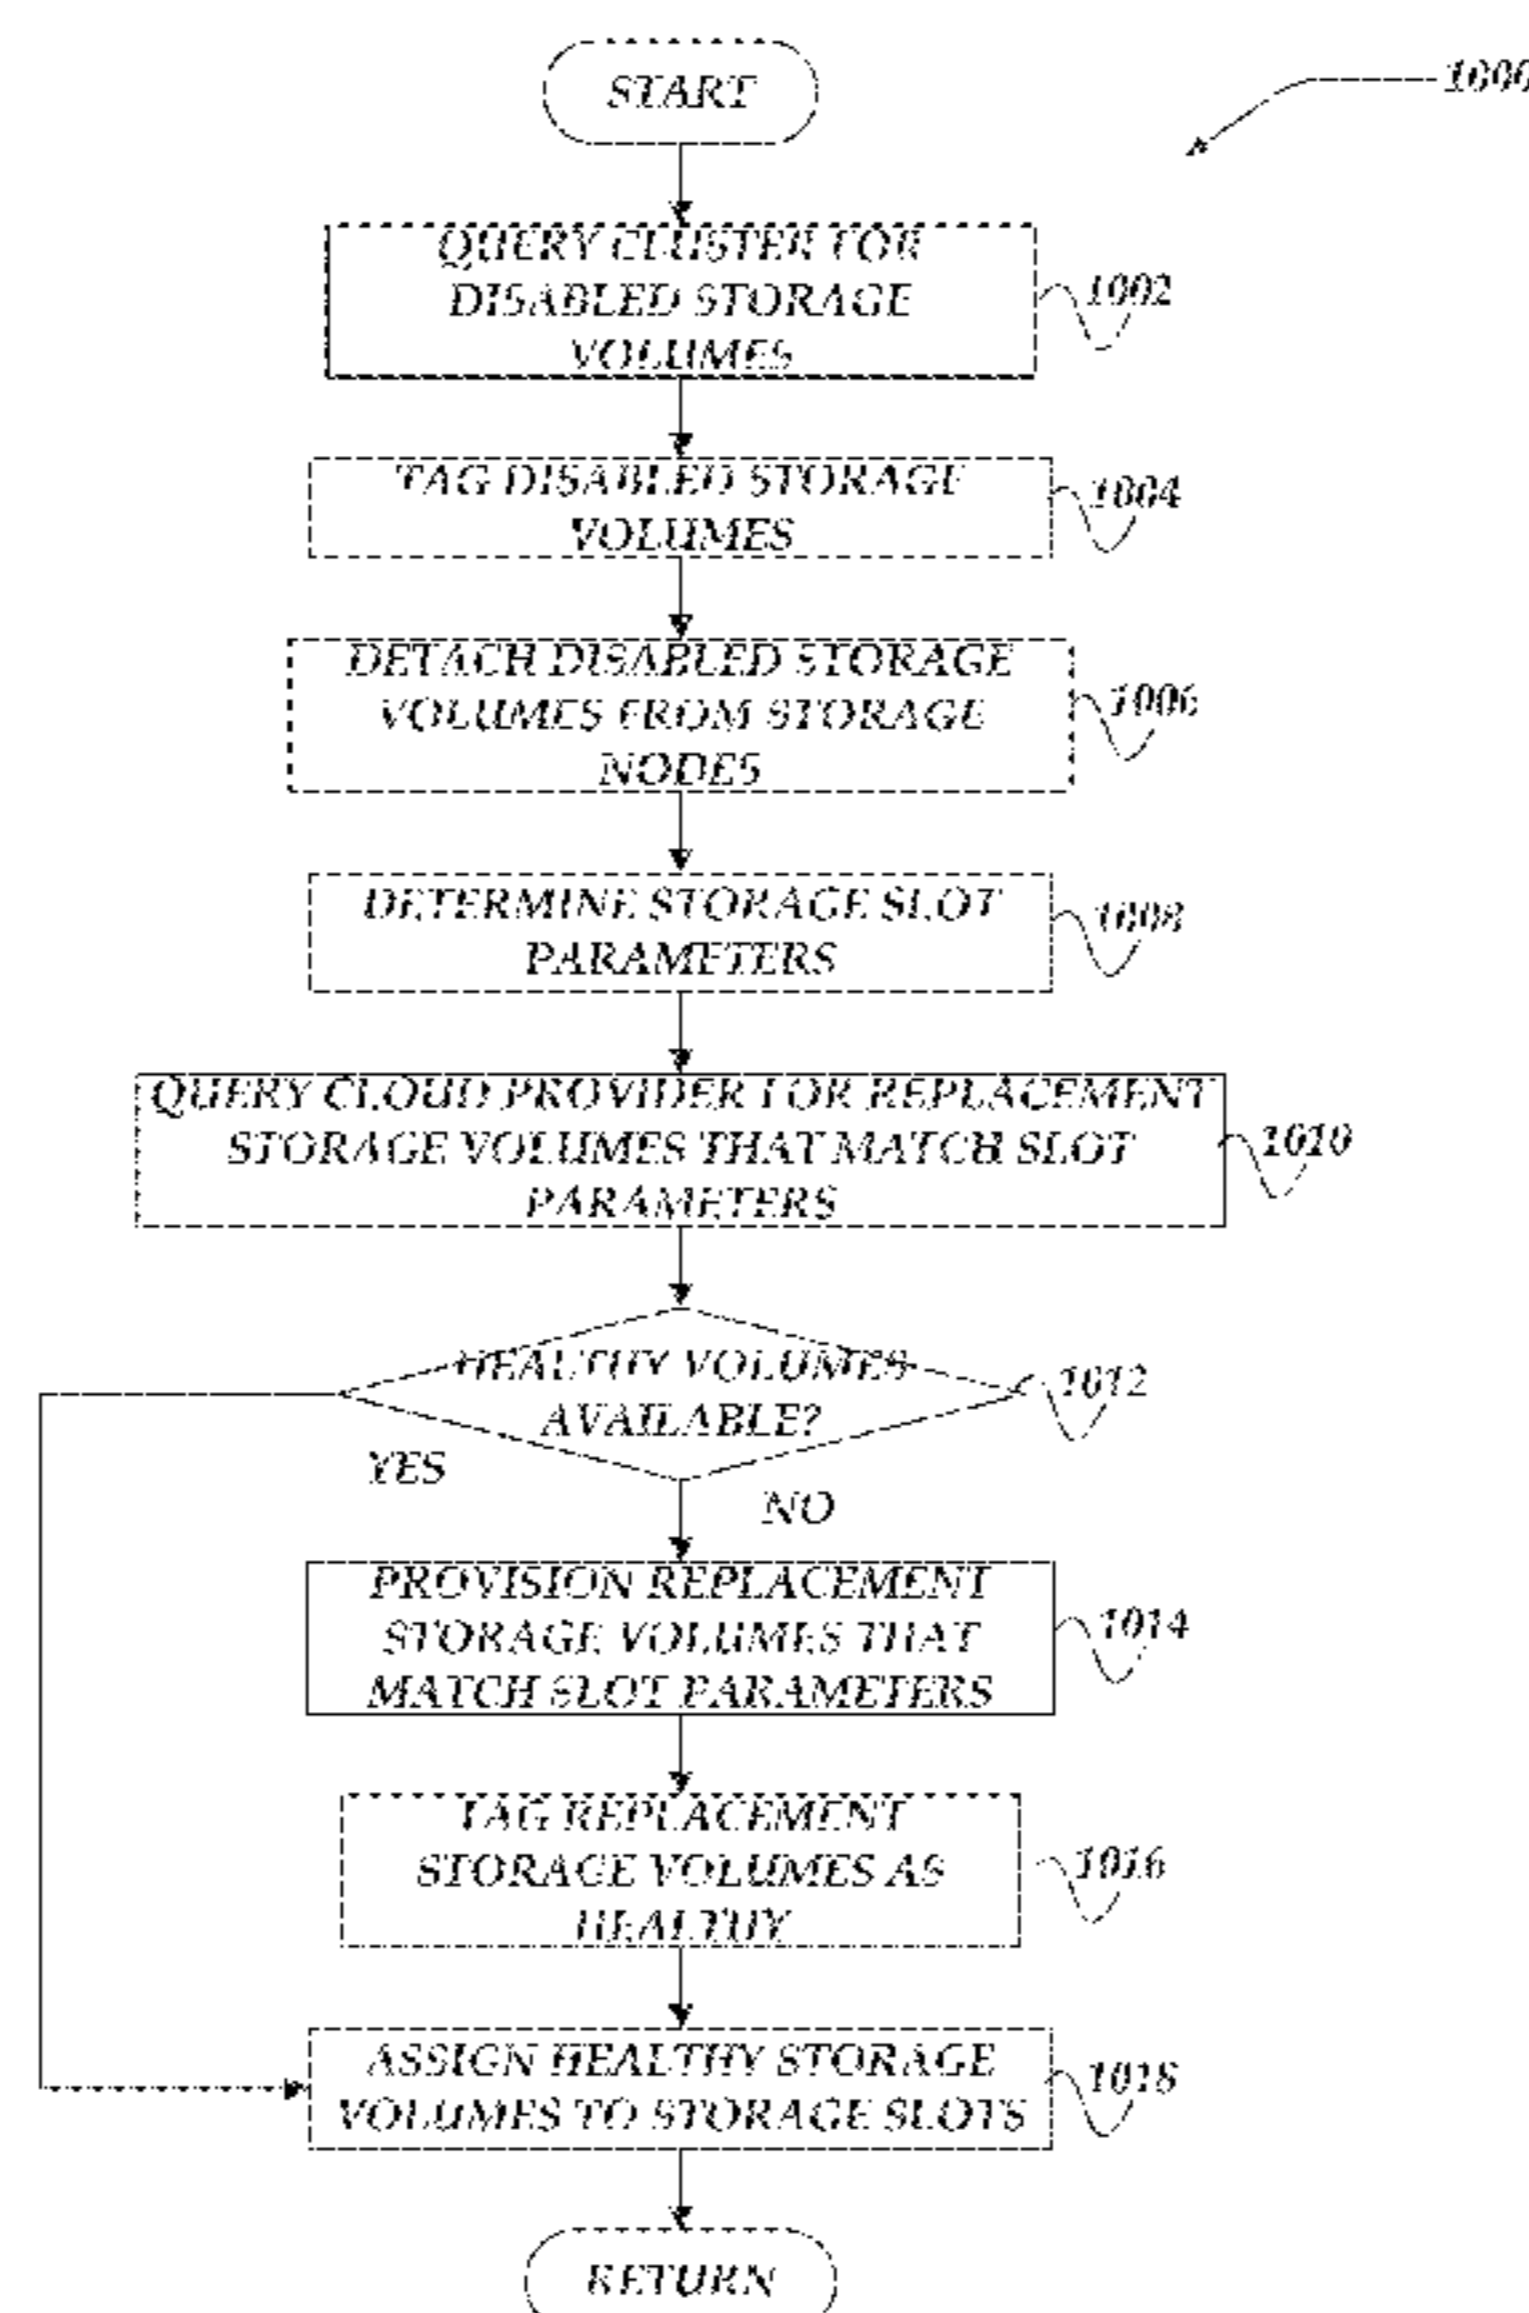 START
1000
QUERY CLUSTER FOR
DISABLED STORAGE
VOLUMES
1002
TAG DISABLED STORAGE
VOLUMES
1004
DETACH DISABLED STORAGE
VOLUMES FROM STORAGE
NODES
1006
DETERMINE STORAGE SLOT
PARAMETERS
1008
QUERY CLOUD PROVIDER FOR REPLACEMENT
STORAGE VOLUMES THAT MATCH SLOT
PARAMETERS
1010
HEALTHY VOLUMES
AVAILABLE?
1012
YES
NO
PROVISION REPLACEMENT
STORAGE VOLUMES THAT
MATCH SLOT PARAMETERS
1014
TAG REPLACEMENT
STORAGE VOLUMES AS
HEALTHY
1016
ASSIGN HEALTHY STORAGE
VOLUMES TO STORAGE SLOTS
1018
RETURN